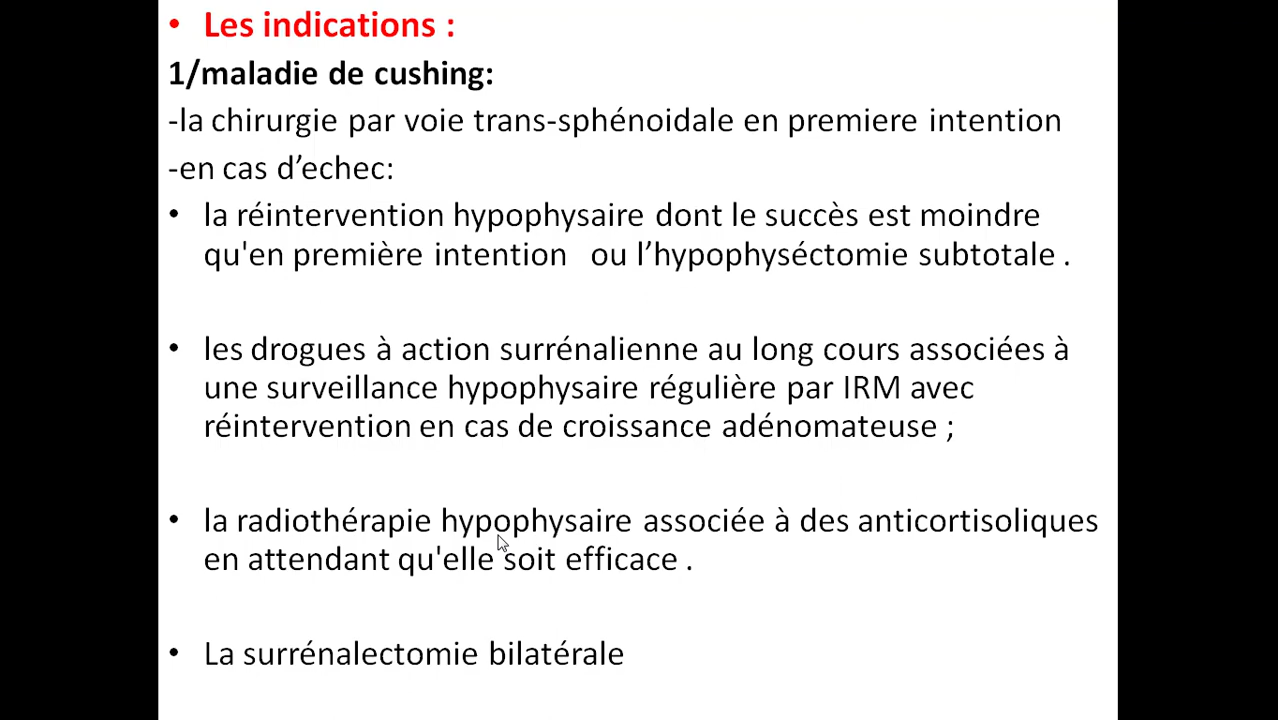 • Les indications :
1/maladie de cushing:
-la chirurgie par voie trans-sphénoidale en premiere intention
-en cas d’echec:
• la réintervention hypophysaire dont le succès est moindre
qu'en première intention ou l’hypophyséctomie subtotale .
• les drogues à action surrénalienne au long cours associées à
une surveillance hypophysaire régulière par IRM avec
réintervention en cas de croissance adénomateuse ;
• la radiothérapie hypophysaire associée à des anticortisoliques
en attendant qu'elle soit efficace .
• La surrénalectomie bilatérale